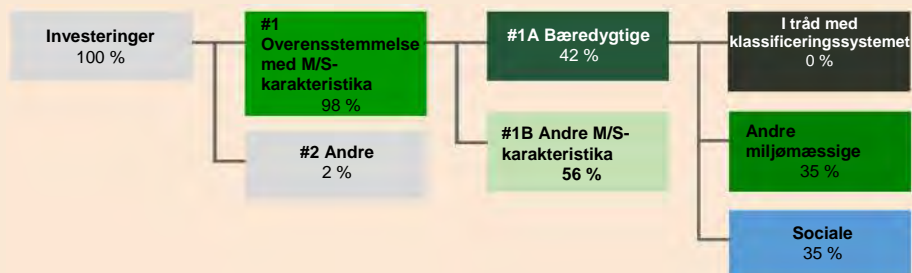 Investeringer
100 %
#1
Overensstemmelse
med M/S-
karakteristika
98 %
#2 Andre
2 %
#1A Bæredygtige
42 %
#1B Andre M/S-
karakteristika
56 %
I tråd med
klassificeringssystemet
0 %
Andre
miljømæssige
35 %
Sociale
35 %